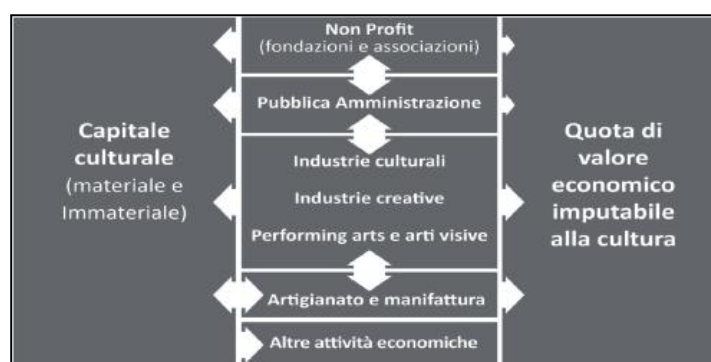 Capitale
culturale
(materiale e
Immateriale)
Non Profit
(fondazioni e associazioni)
Pubblica Amministrazione
Industrie culturali
Industrie creative
Performing arts e arti visive
Artigianato e manifattura
Altre attività economiche
Quota di
valore
economico
imputabile
alla cultura